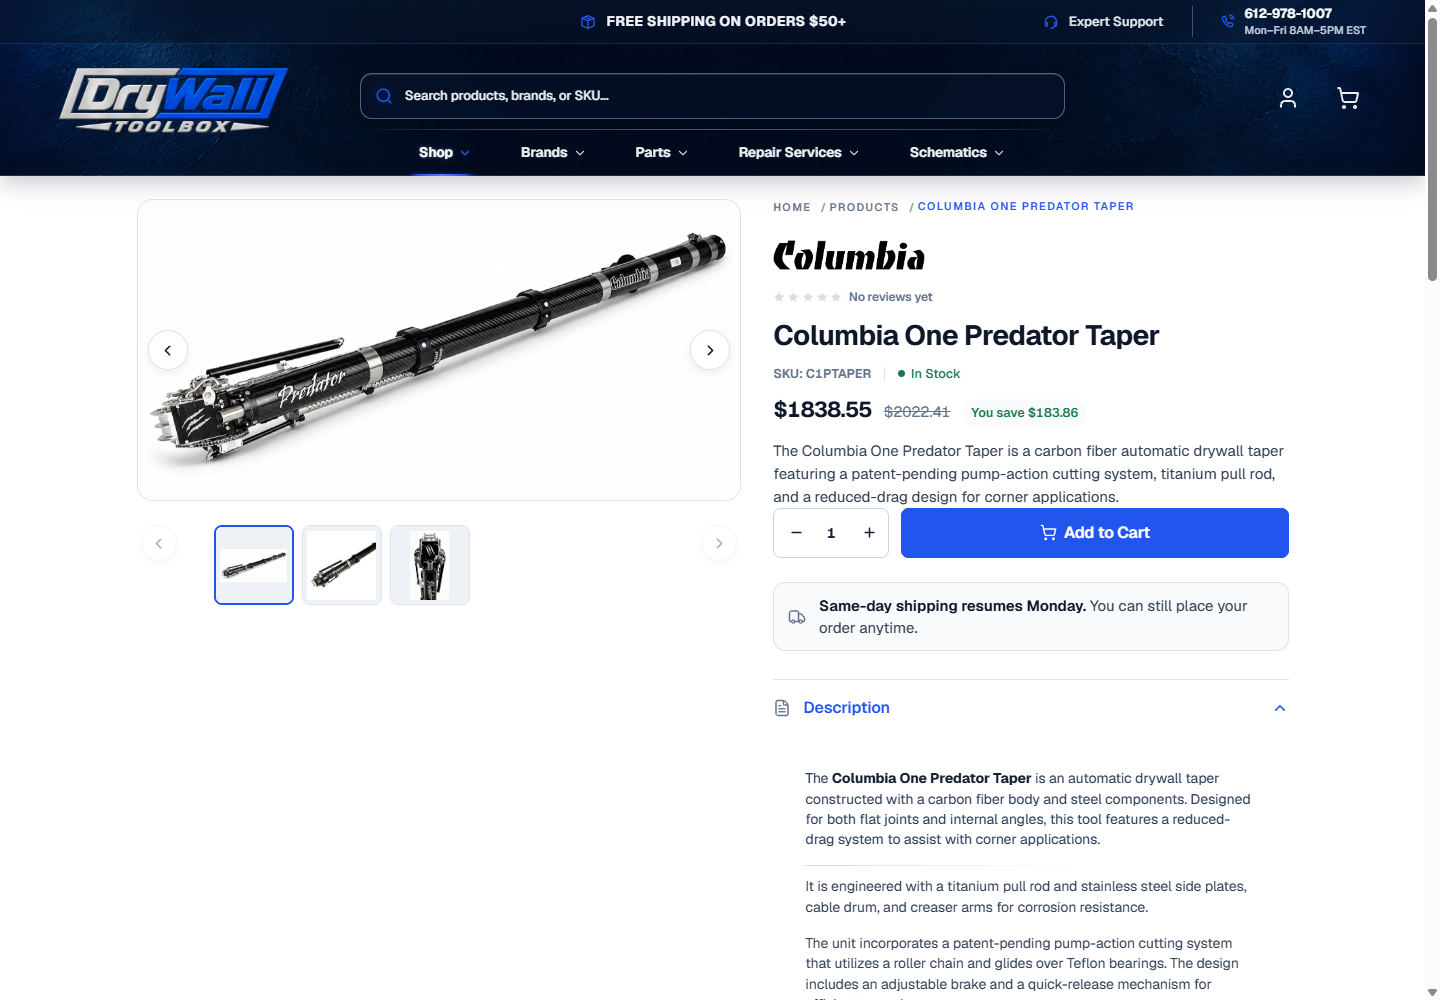 FREE SHIPPING ON ORDERS $50+
Expert Support
612-978-1007
Mon–Fri 8AM–5PM EST
DryWall
TOOLBOX
Search products, brands, or SKU...
Shop
Brands
Parts
Repair Services
Schematics
HOME / PRODUCTS / COLUMBIA ONE PREDATOR TAPER
Columbia
No reviews yet
Columbia One Predator Taper
SKU: C1PTAPER
In Stock
$1838.55 $2022.41 You save $183.86
The Columbia One Predator Taper is a carbon fiber automatic drywall taper
featuring a patent-pending pump-action cutting system, titanium pull rod,
and a reduced-drag design for corner applications.
− 1 +
Add to Cart
Same-day shipping resumes Monday. You can still place your
order anytime.
Description
The Columbia One Predator Taper is an automatic drywall taper
constructed with a carbon fiber body and steel components. Designed
for both flat joints and internal angles, this tool features a reduced-
drag system to assist with corner applications.
It is engineered with a titanium pull rod and stainless steel side plates,
cable drum, and creaser arms for corrosion resistance.
The unit incorporates a patent-pending pump-action cutting system
that utilizes a roller chain and glides over Teflon bearings. The design
includes an adjustable brake and a quick-release mechanism for
Columbia
Predator